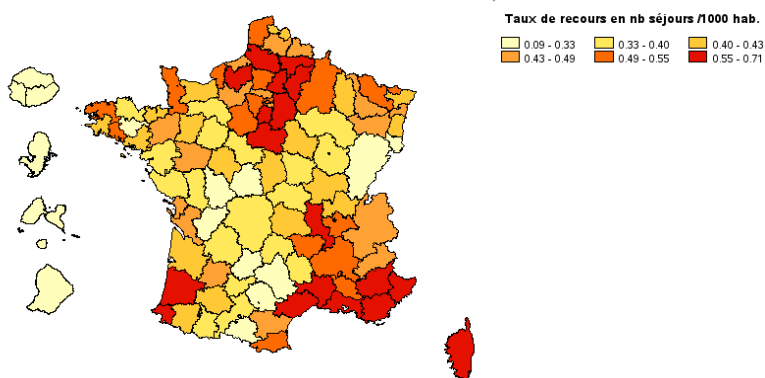 Taux de recours en nb séjours /1000 hab.
0.09 - 0.33 0.33 - 0.40 0.40 - 0.43
0.43 - 0.49 0.49 - 0.55 0.55 - 0.71